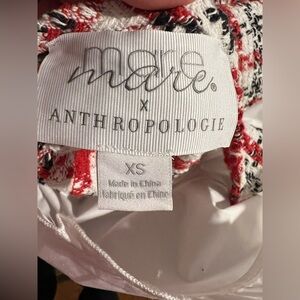 mare
mare®
X
ANTHROPOLOGIE
XS
Made in China
Fabriqué en Chine